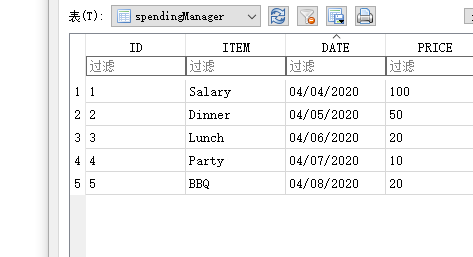 表(T): spendingManager
ID ITEM DATE PRICE
过滤 过滤 过滤 过滤
1 1 Salary 04/04/2020 100
2 2 Dinner 04/05/2020 50
3 3 Lunch 04/06/2020 20
4 4 Party 04/07/2020 10
5 5 BBQ 04/08/2020 20